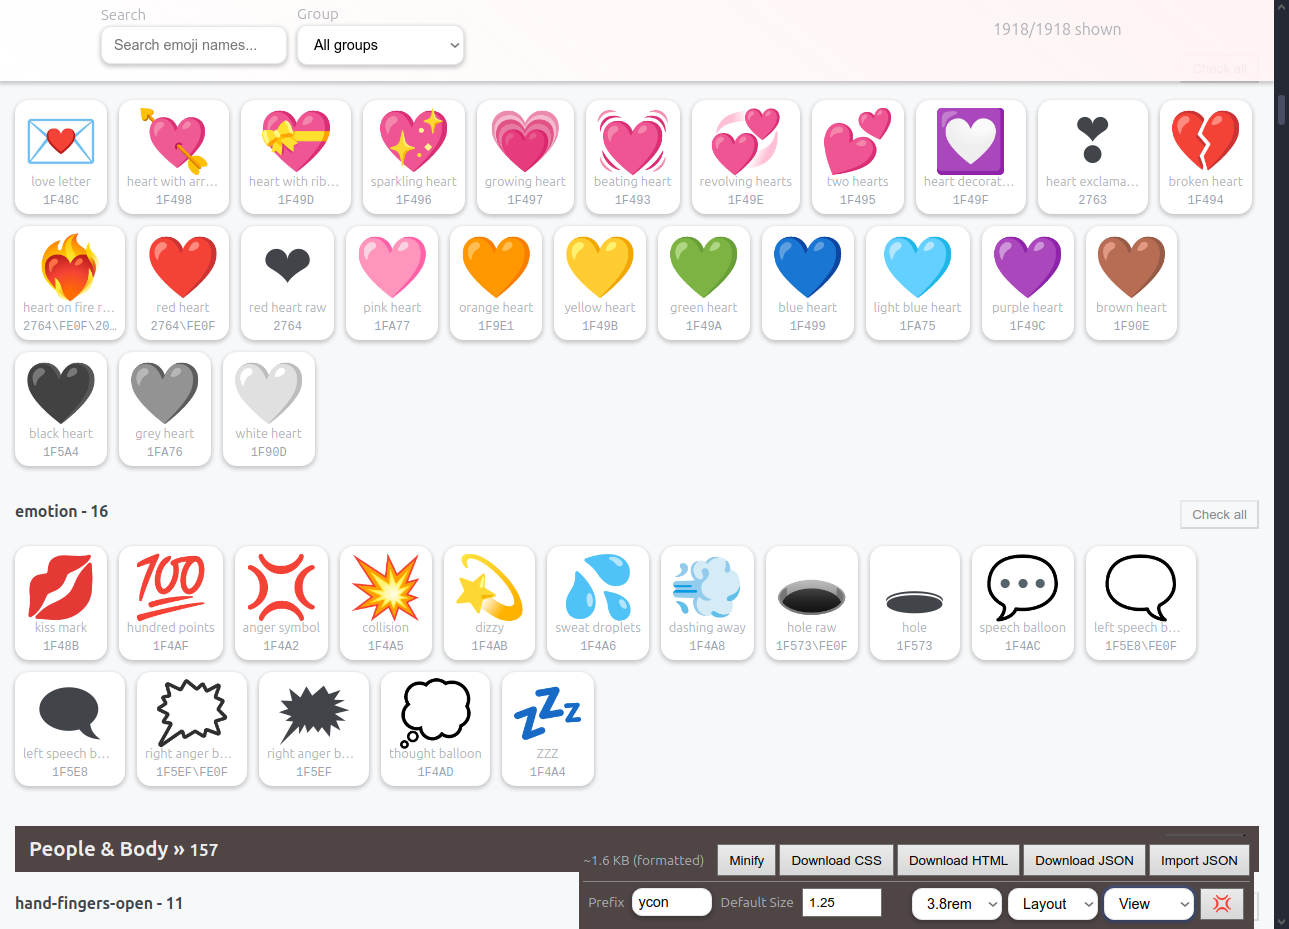 Search
Group
Search emoji names...
All groups
1918/1918 shown
Check all
love letter
1F48C
heart with arr…
1F498
heart with rib…
1F49D
sparkling heart
1F496
growing heart
1F497
beating heart
1F493
revolving hearts
1F49E
two hearts
1F495
heart decorat…
1F49F
heart exclama…
2763
broken heart
1F494
heart on fire r…
2764\FE0F\20…
red heart
2764\FE0F
red heart raw
2764
pink heart
1FA77
orange heart
1F9E1
yellow heart
1F49B
green heart
1F49A
blue heart
1F499
light blue heart
1FA75
purple heart
1F49C
brown heart
1F90E
black heart
1F5A4
grey heart
1FA76
white heart
1F90D
emotion - 16
Check all
100
kiss mark
1F48B
hundred points
1F4AF
anger symbol
1F4A2
collision
1F4A5
dizzy
1F4AB
sweat droplets
1F4A6
dashing away
1F4A8
hole raw
1F573\FE0F
hole
1F573
speech balloon
1F4AC
left speech b…
1F5E8\FE0F
left speech b…
1F5E8
right anger b…
1F5EF\FE0F
right anger b…
1F5EF
thought balloon
1F4AD
ZZZ
ZZZ
1F4A4
People & Body » 157
~1.6 KB (formatted)
Minify
Download CSS
Download HTML
Download JSON
Import JSON
hand-fingers-open - 11
Prefix
ycon
Default Size
1.25
3.8rem
Layout
View